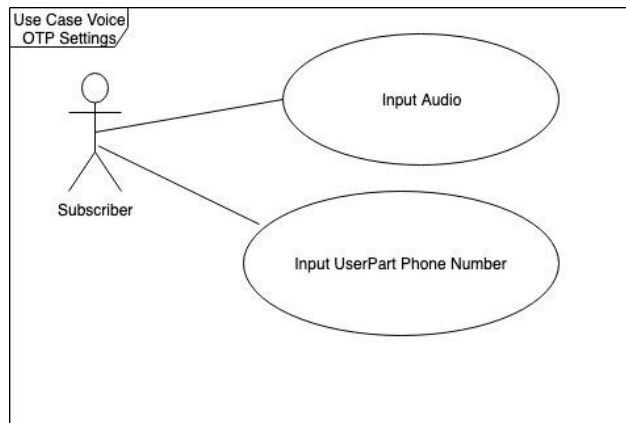 Use Case Voice
OTP Settings
Input Audio
Subscriber
Input UserPart Phone Number